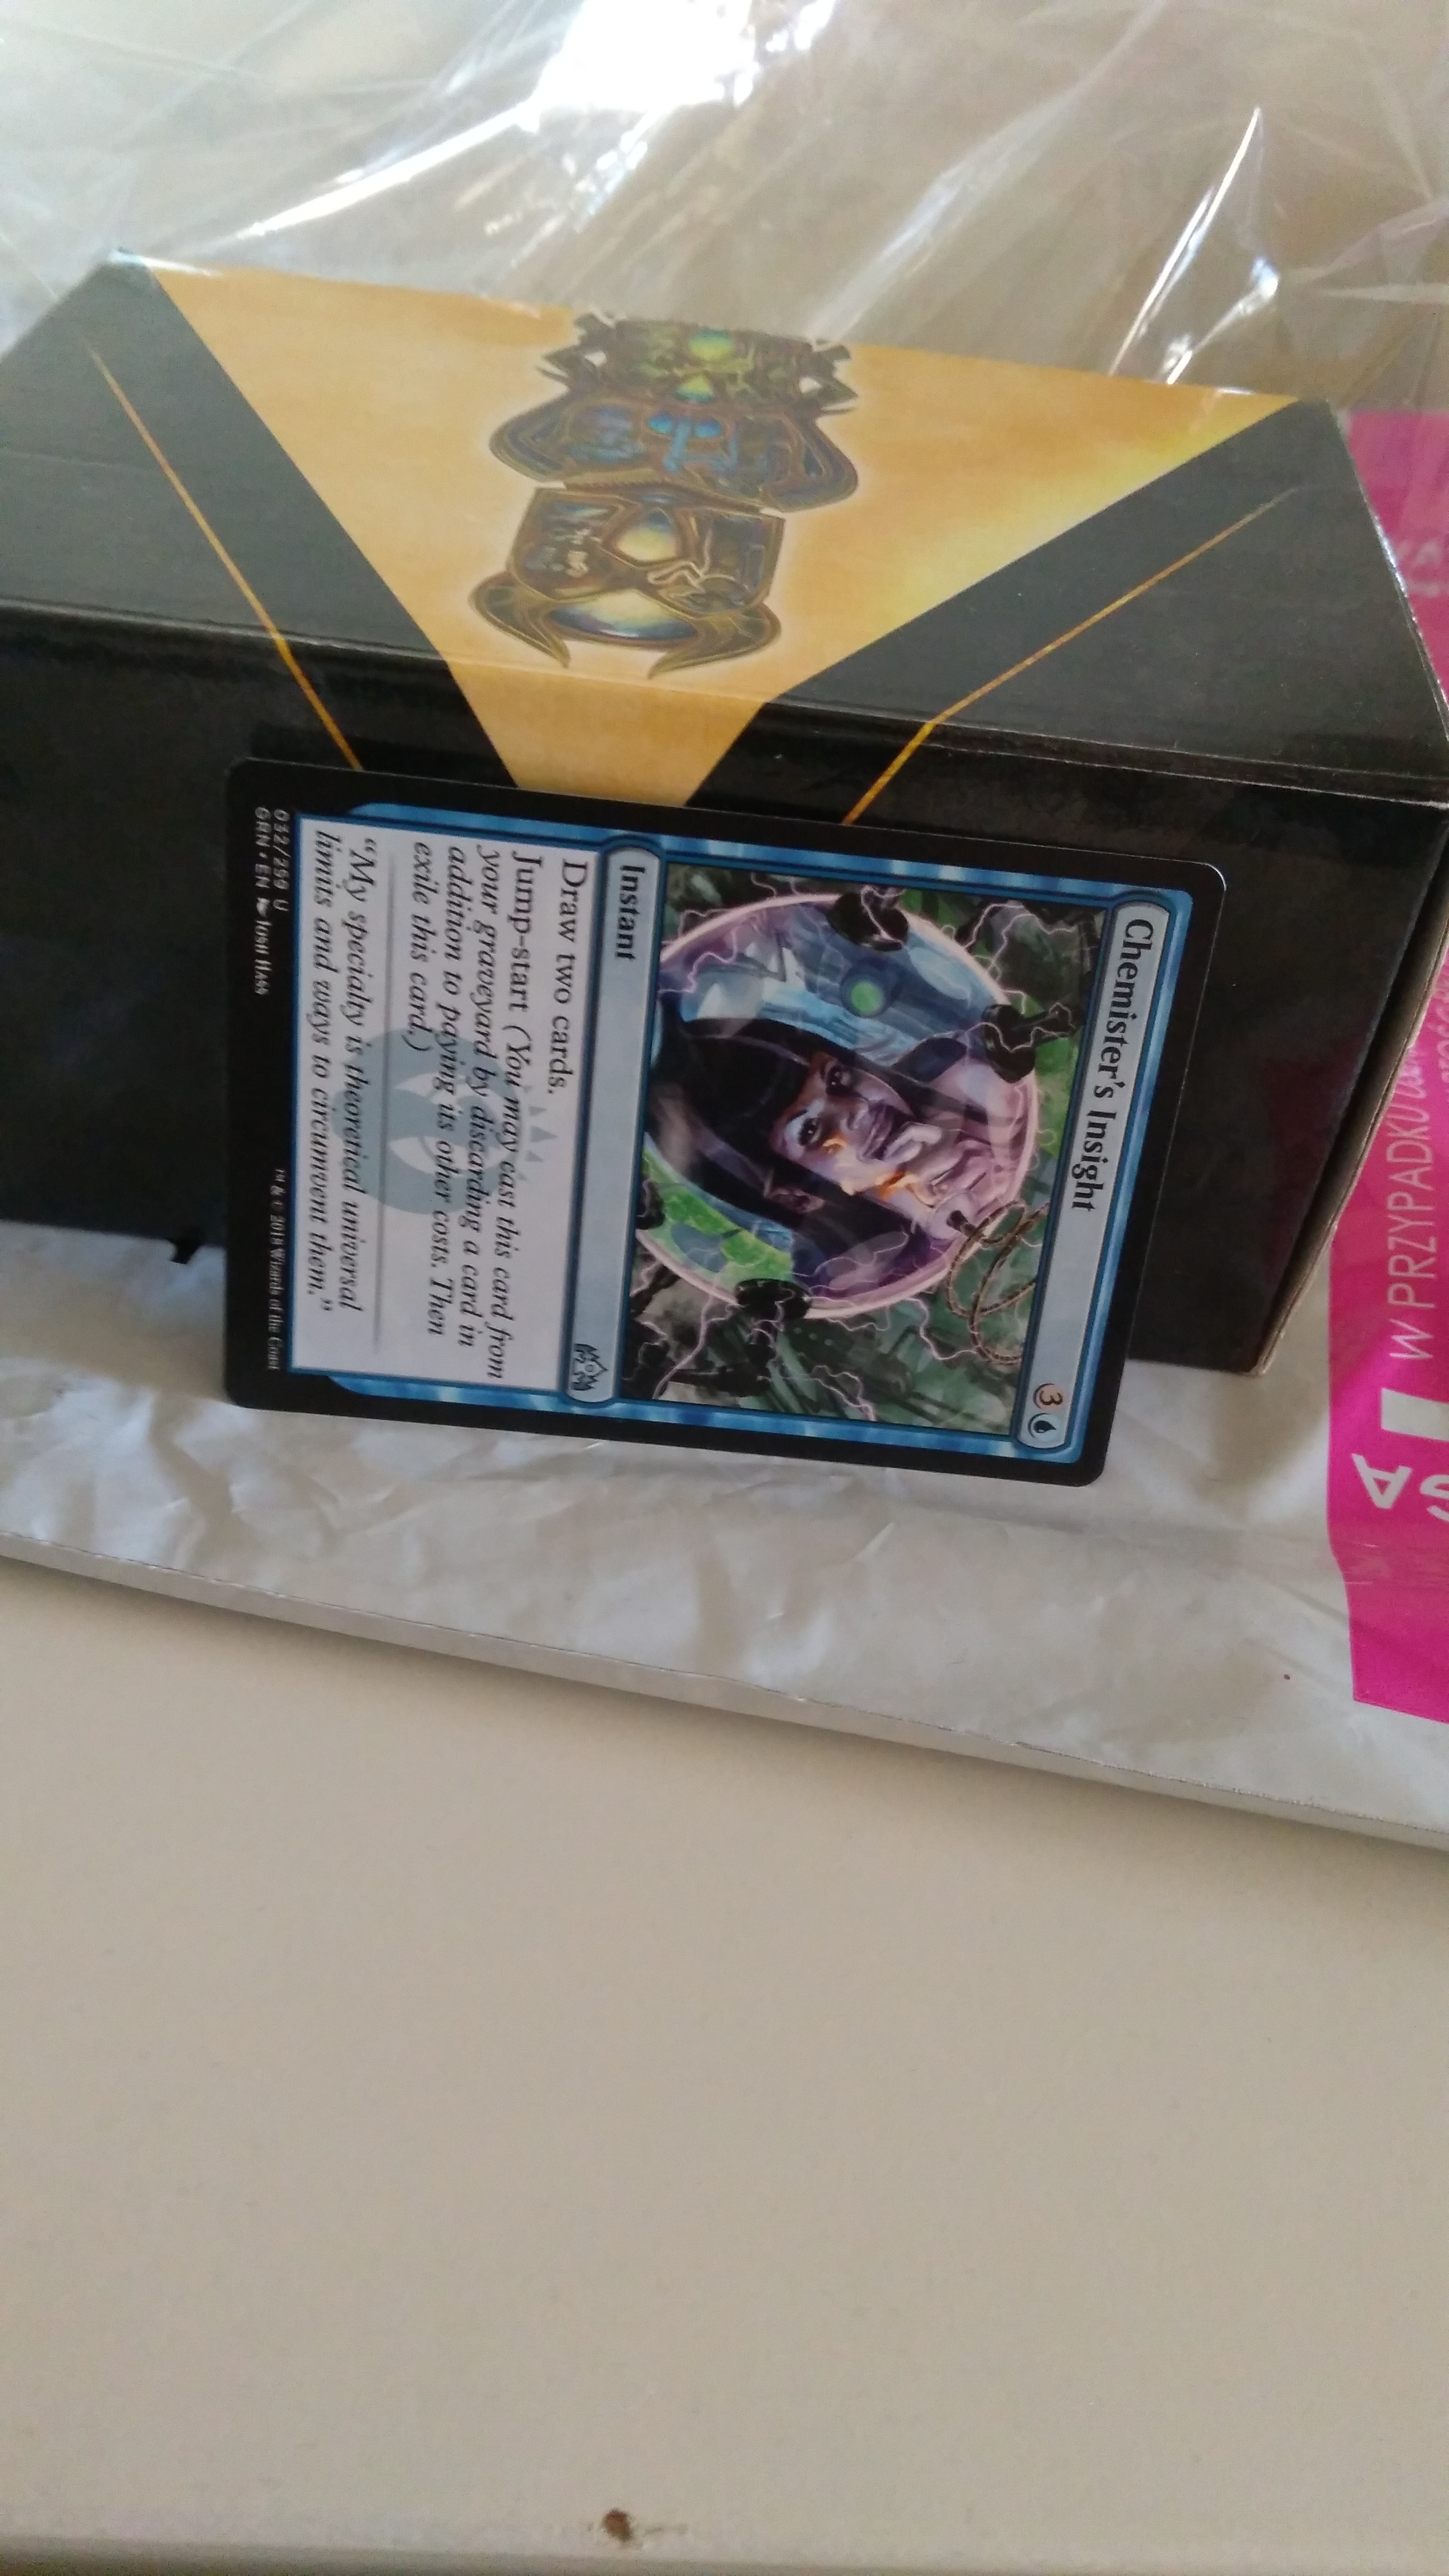 Chemister's Insight
3
Instant
Draw two cards.
Jump-start (You may cast this card from
your graveyard by discarding a card in
addition to paying its other costs. Then
exile this card.)
“My specialty is theoretical universal
limits and ways to circumvent them.”
032/259 U
GRN • EN
™ & © 2018 Wizards of the Coast
W PRZYPADKU
A